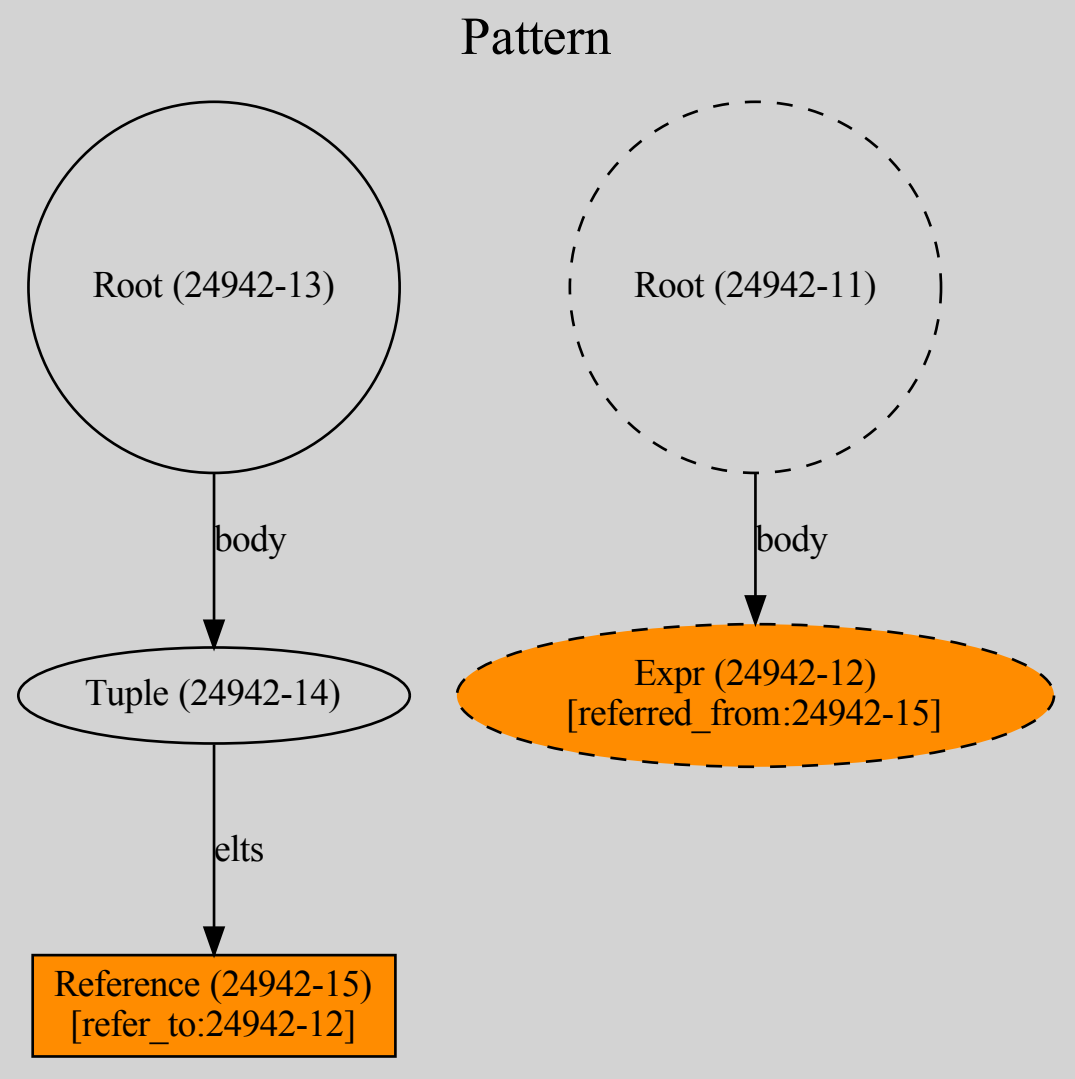 Pattern
Root (24942-13)
Root (24942-11)
body
body
Tuple (24942-14)
Expr (24942-12)
[referred_from:24942-15]
elts
Reference (24942-15)
[refer_to:24942-12]